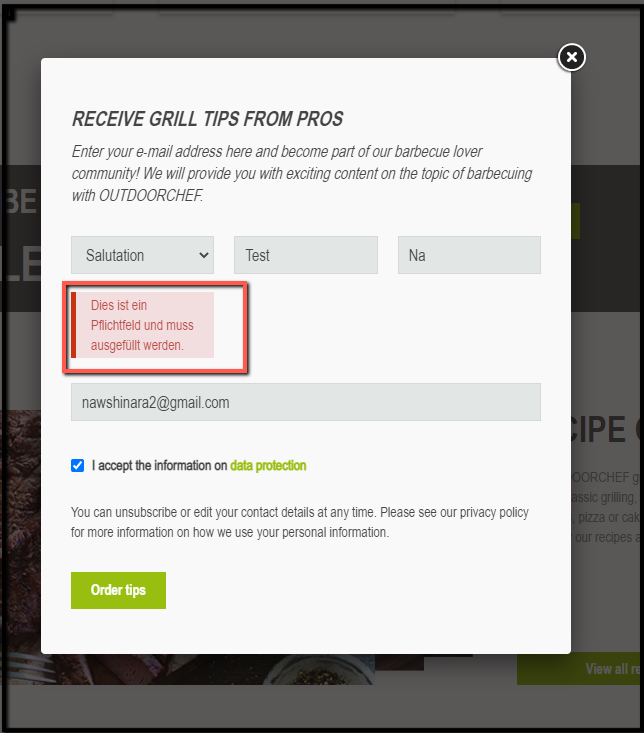 RECEIVE GRILL TIPS FROM PROS
Enter your e-mail address here and become part of our barbecue lover
community! We will provide you with exciting content on the topic of barbecuing
with OUTDOORCHEF.
BE
LE
Salutation Test Na
Dies ist ein
Pflichtfeld und muss
ausgefüllt werden.
nawshinara2@gmail.com
CIPE
I accept the information on data protection
You can unsubscribe or edit your contact details at any time. Please see our privacy policy
for more information on how we use your personal information.
DOORCHEF
assic grilling,
, pizza or cak
our recipes a
Order tips
View all re